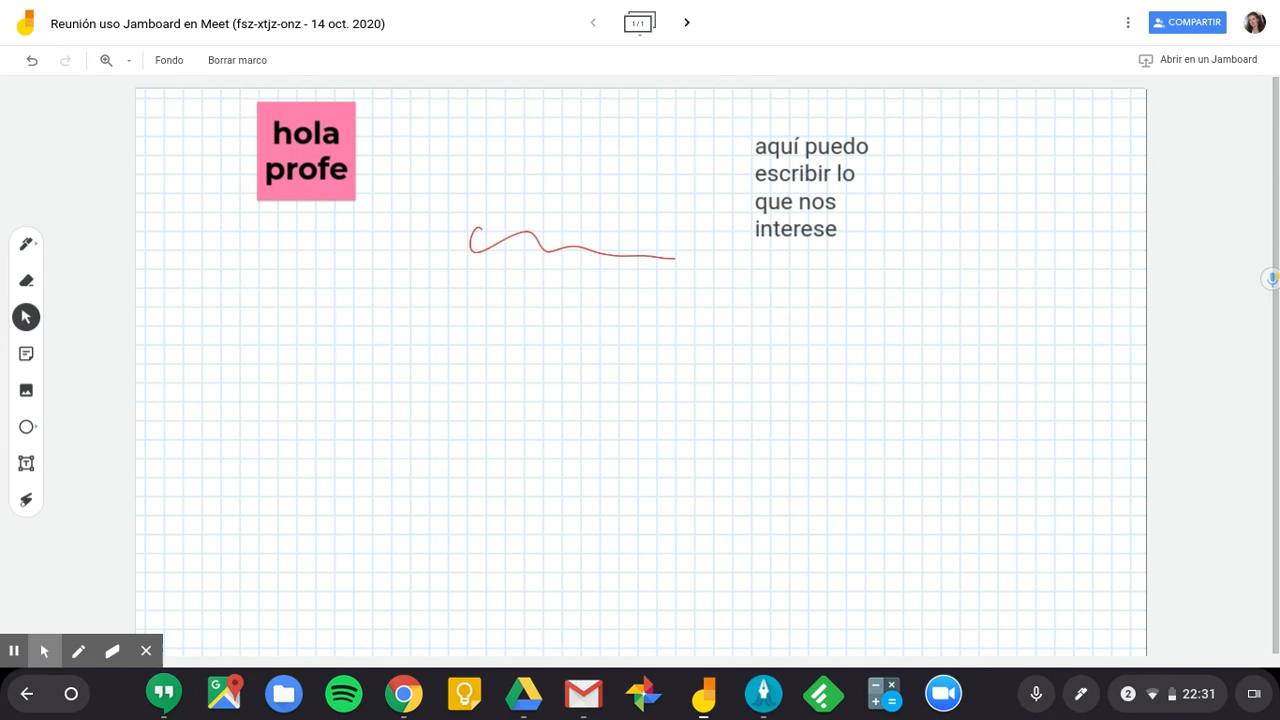 Reunión uso Jamboard en Meet (fsz-xtjz-onz - 14 oct. 2020)
1 / 1
COMPARTIR
Fondo
Borrar marco
Abrir en un Jamboard
hola
profe
aquí puedo
escribir lo
que nos
interese
2
22:31